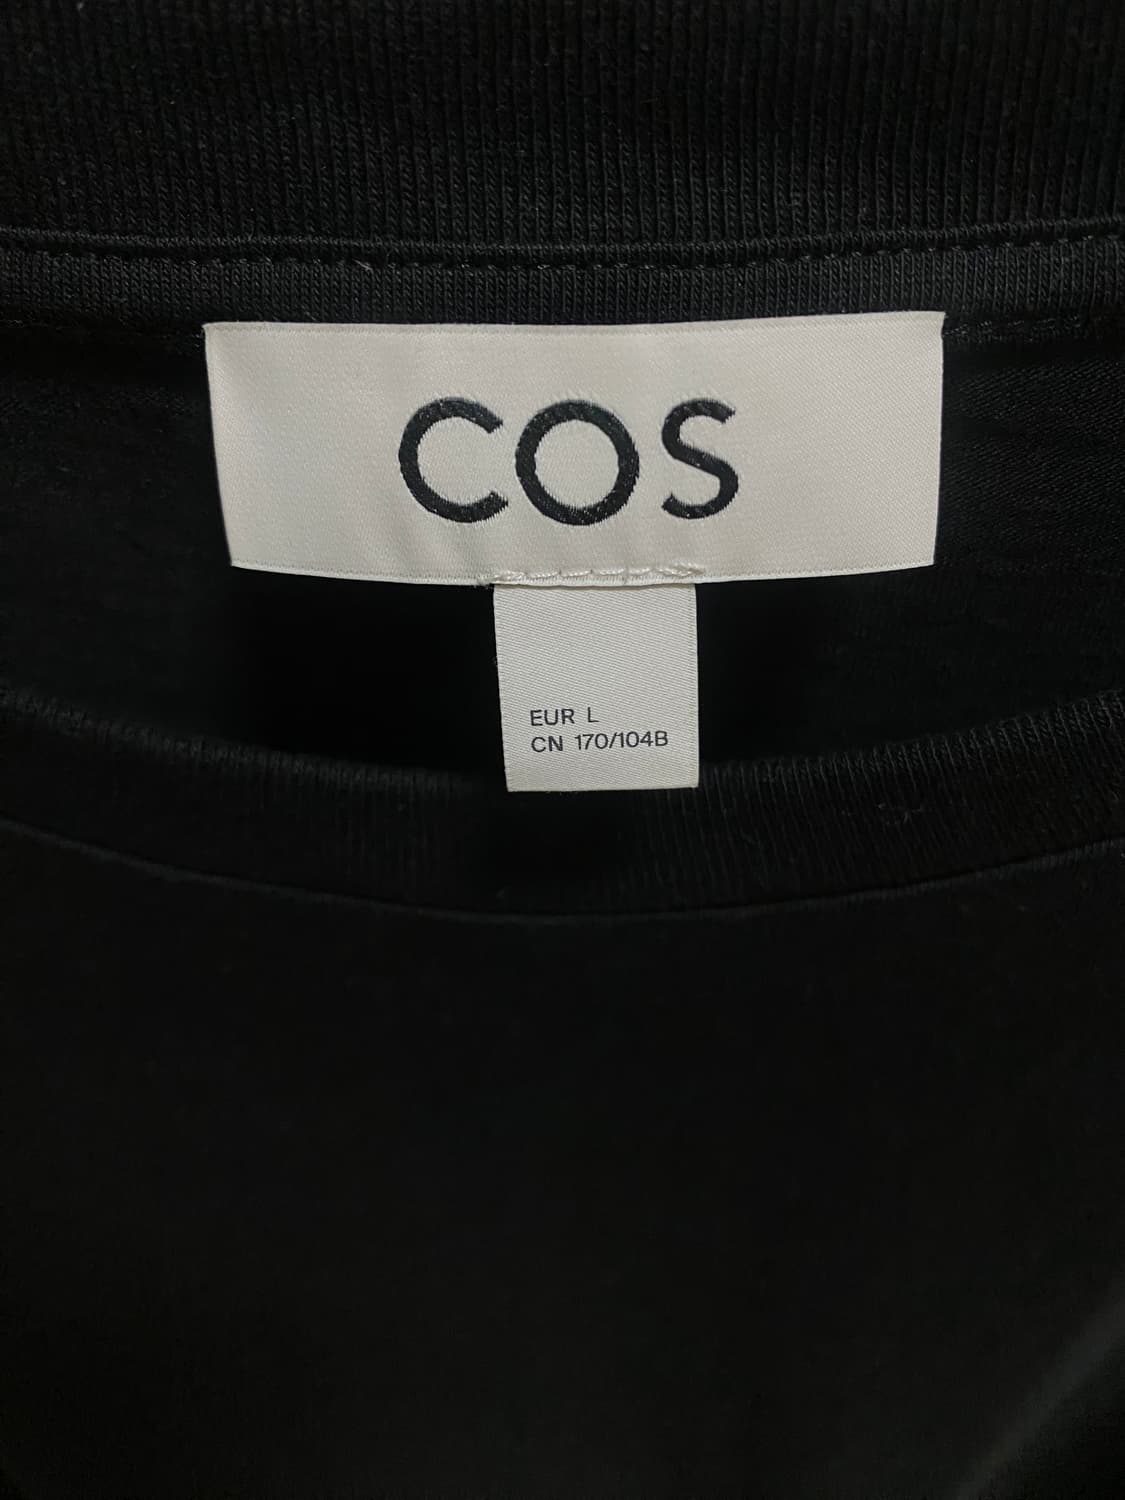 COS
EUR L
CN 170/104B